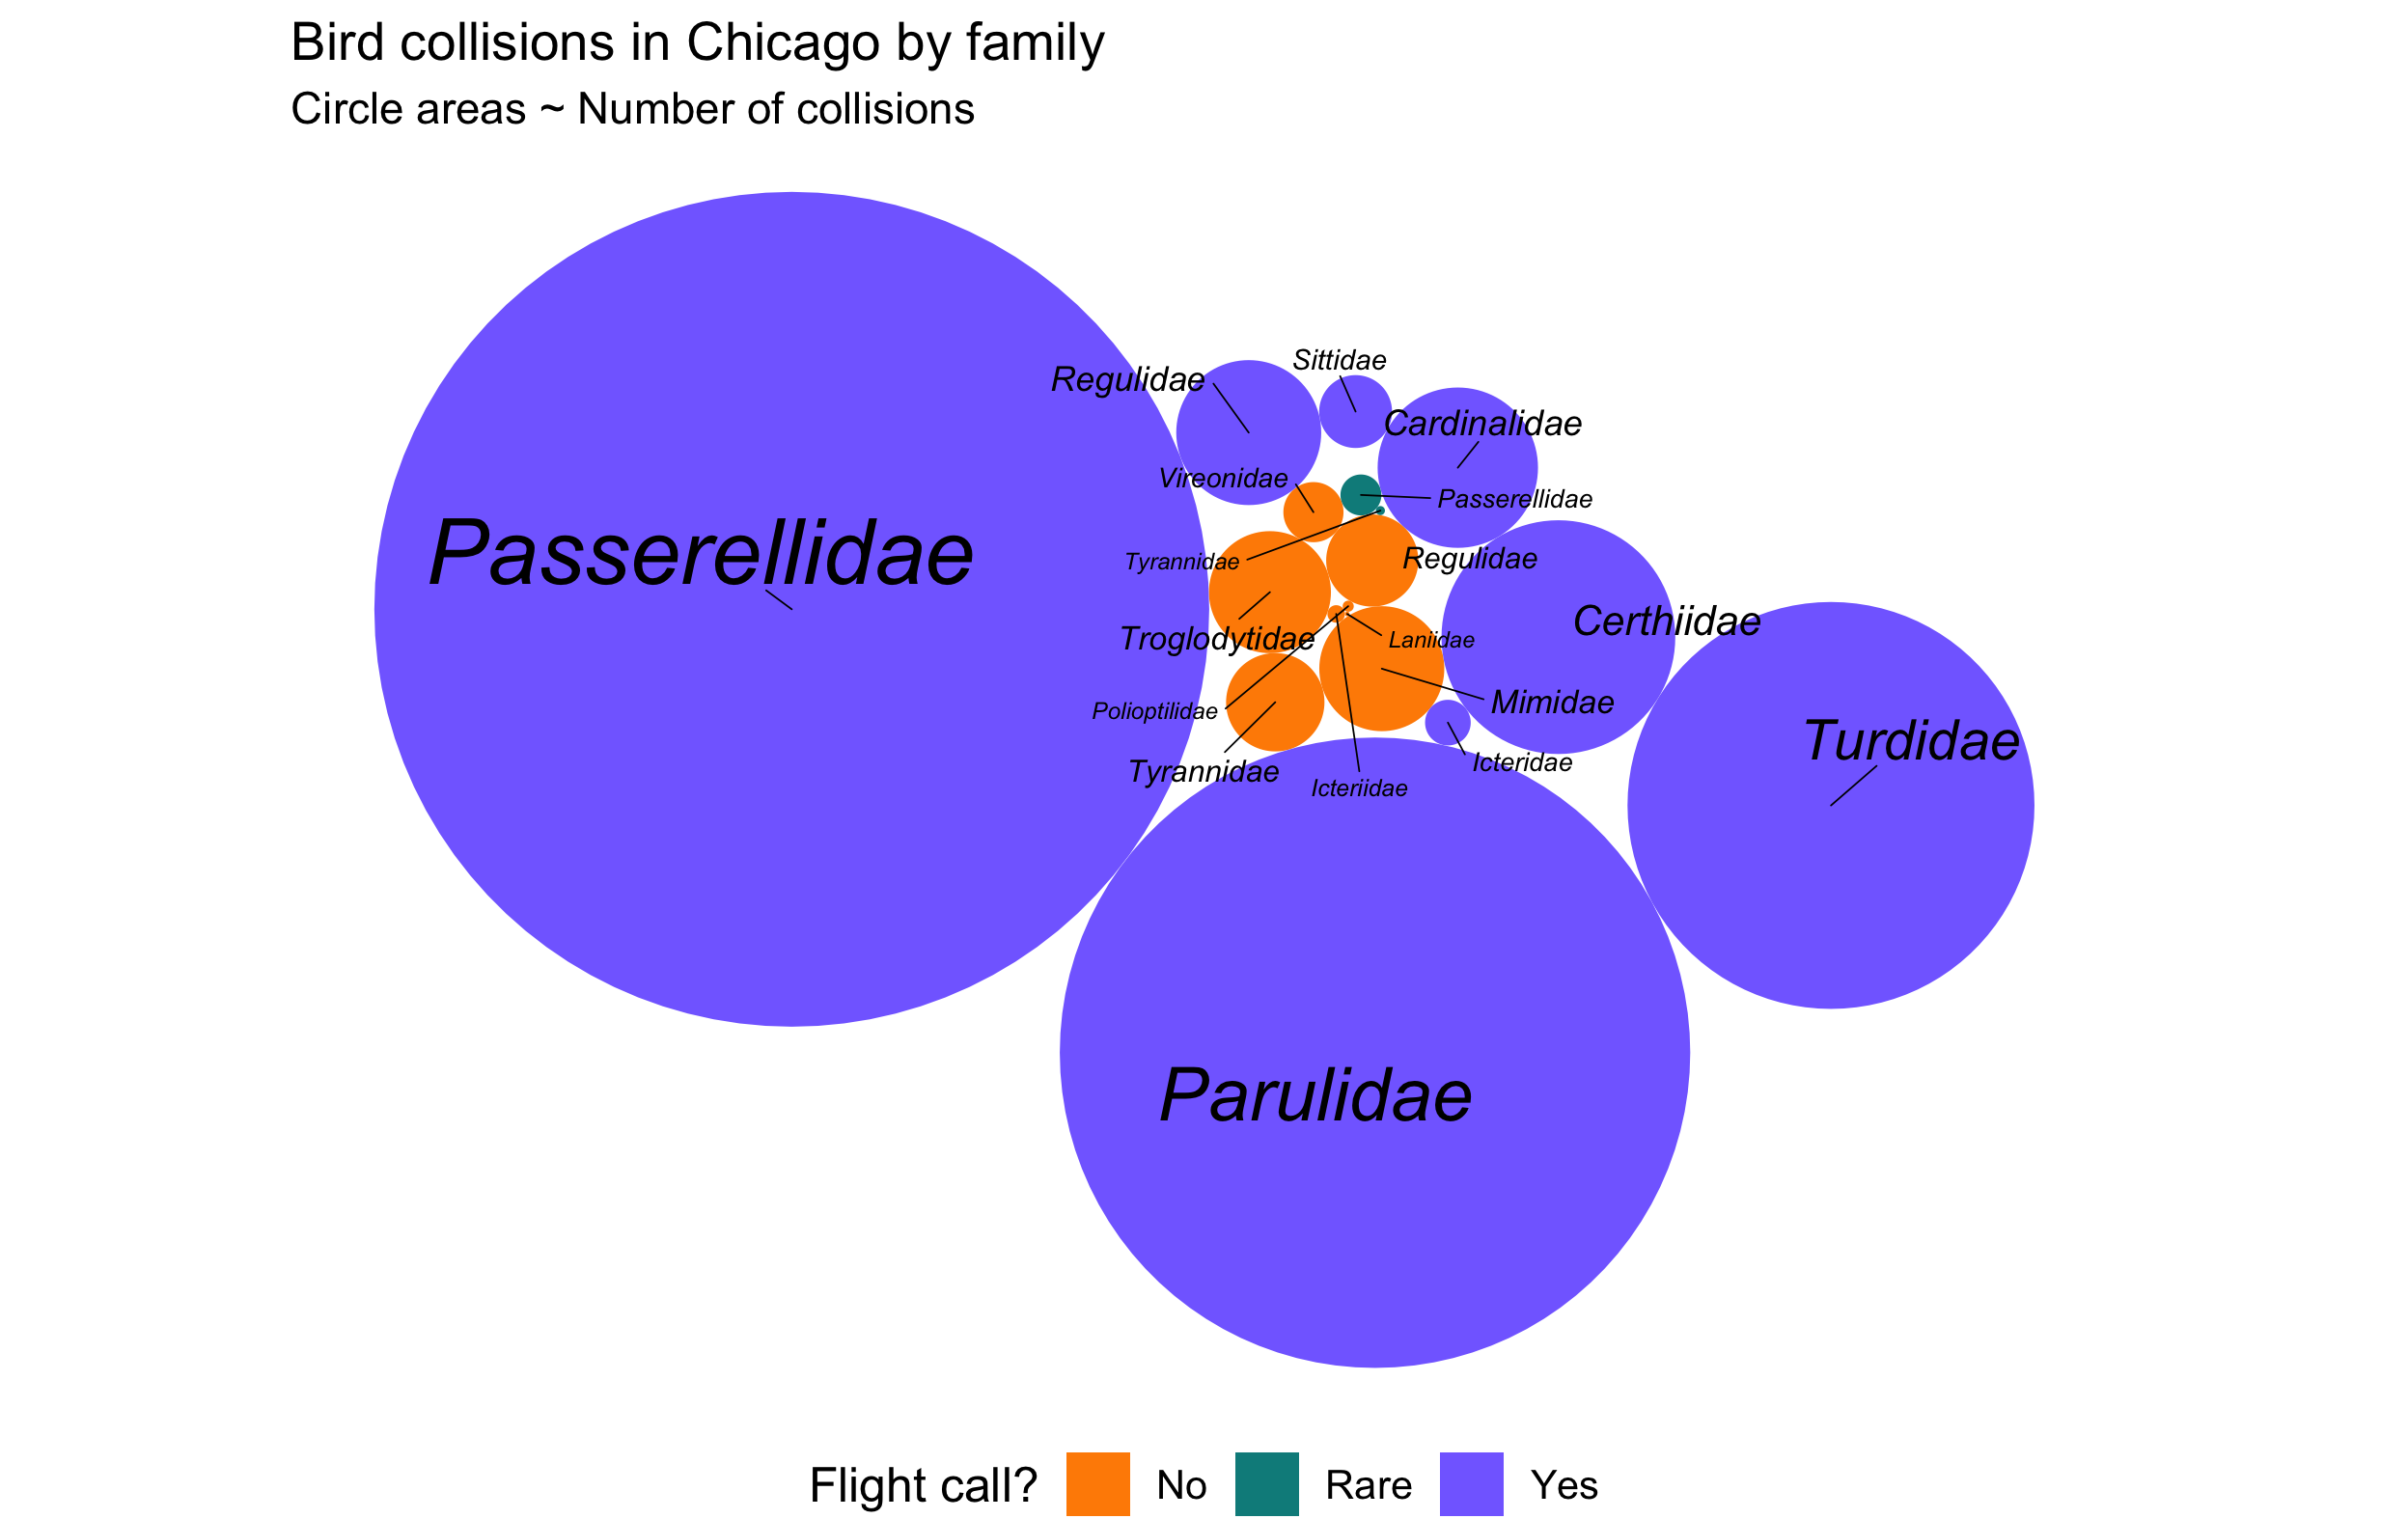 Bird collisions in Chicago by family
Circle areas ~ Number of collisions
Sittidae
Regulidae
Cardinalidae
Vireonidae
Passerellidae
Passerellidae
Tyrannidae
Regulidae
Certhiidae
Troglodytidae
Laniidae
Mimidae
Polioptilidae
Turdidae
Tyrannidae
Icteridae
Icteriidae
Parulidae
Flight call? No Rare Yes